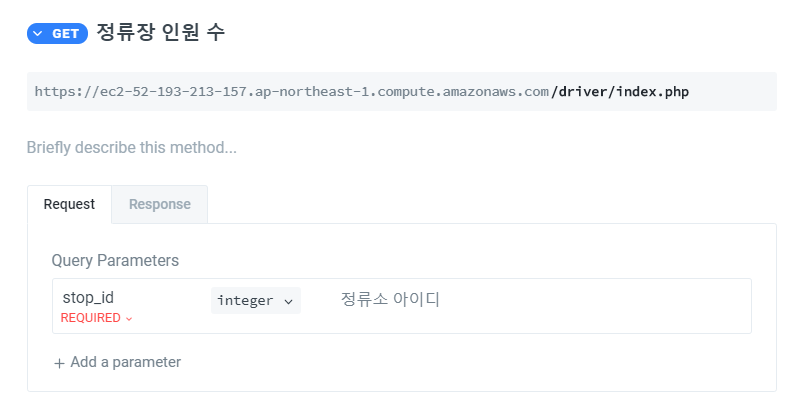 GET 정류장 인원 수
https://ec2-52-193-213-157.ap-northeast-1.compute.amazonaws.com/driver/index.php
Briefly describe this method...
Request Response
Query Parameters
stop_id integer 정류소 아이디
REQUIRED
+ Add a parameter